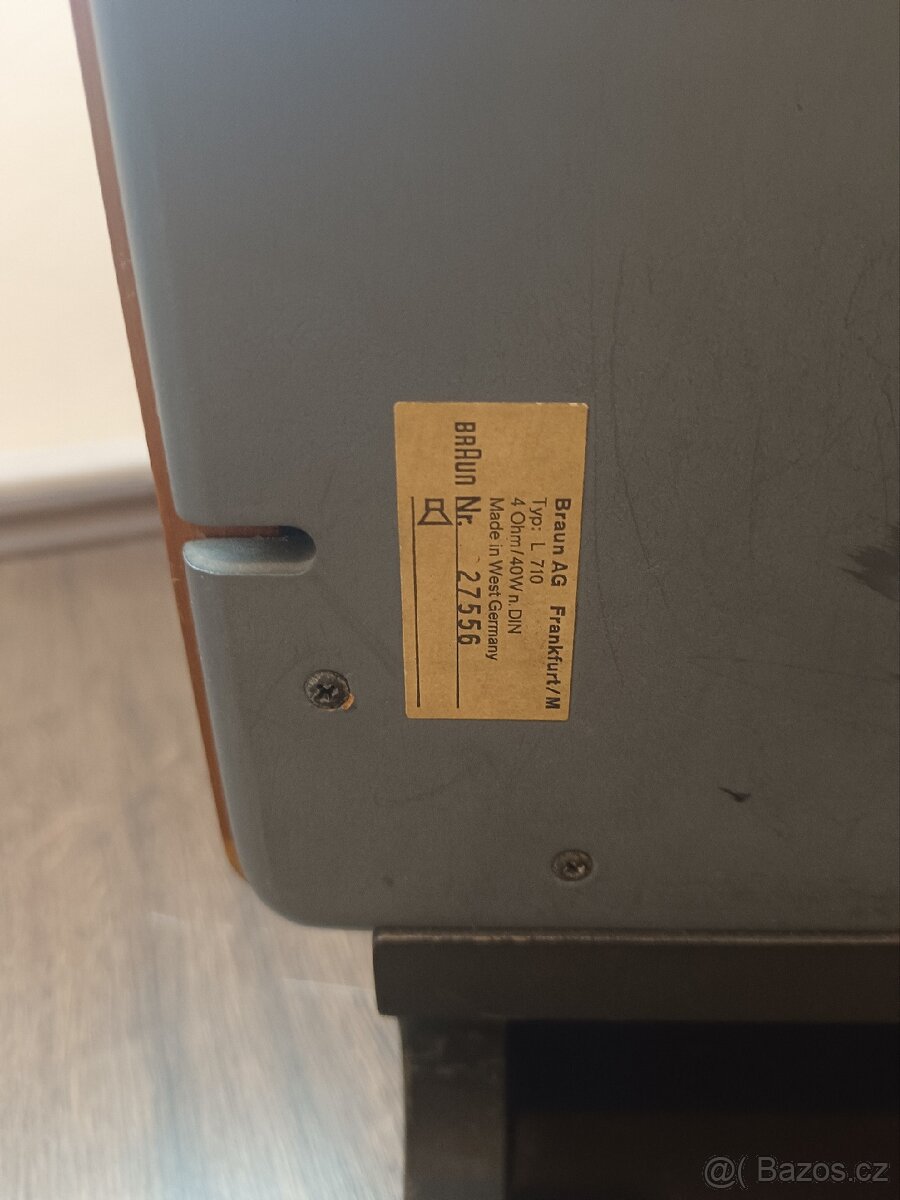 Braun AG Frankfurt/M
Typ: L 710
4 Ohm/40W n. DIN
Made in West Germany
BRAUN Nr. 27556
@( Bazos.cz